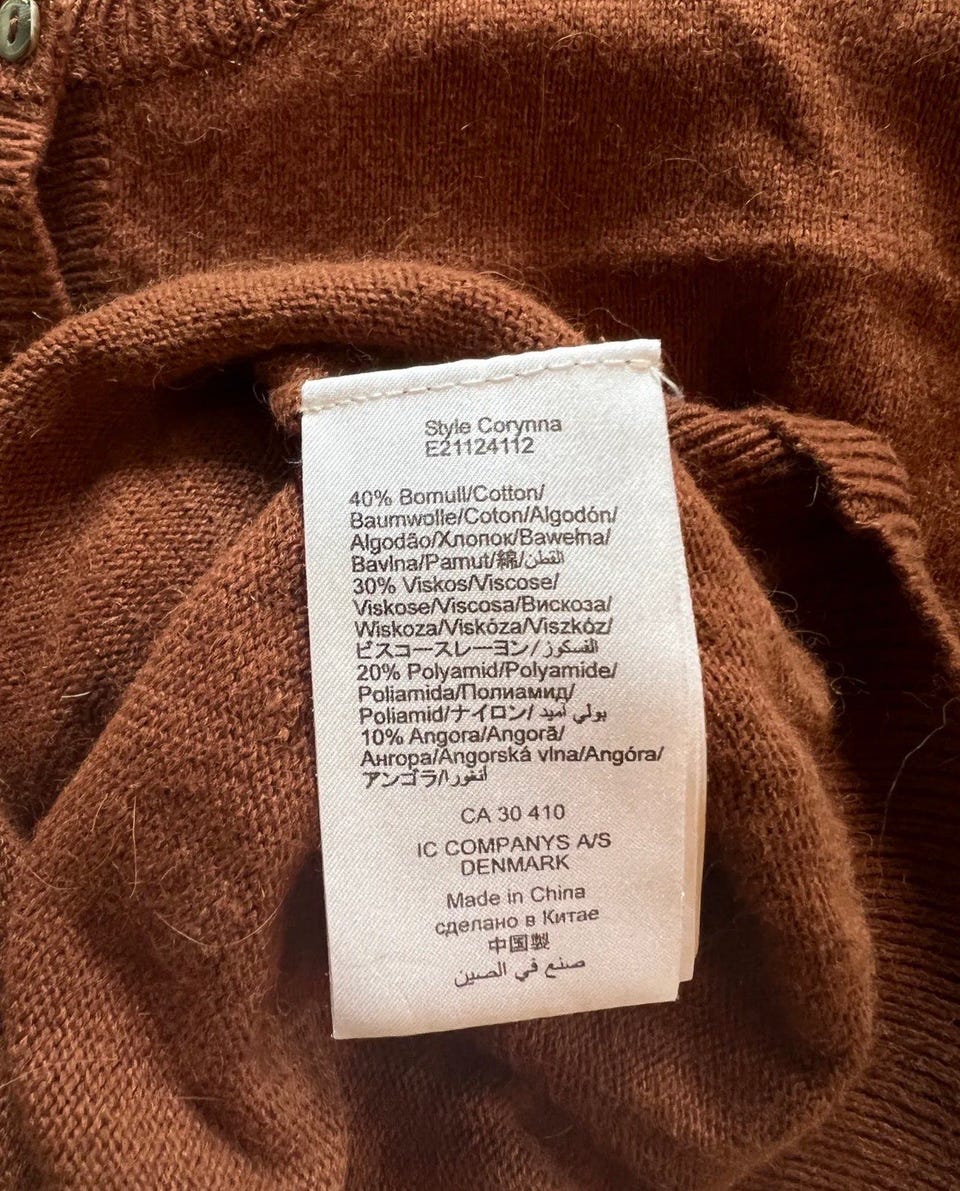 Style Corynna
E21124112
40% Bomull/Cotton/
Baumwolle/Coton/Algodón/
Algodão/Хлопок/Bawełna/
Bavlna/Pamut/綿/القطن
30% Viskos/Viscose/
Viskose/Viscosa/Вискоза/
Wiskoza/Viskóza/Viszkóz/
ビスコースレーヨン/الفسكوز
20% Polyamid/Polyamide/
Poliamida/Полиамид/
Poliamid/ナイロン/بولي أميد
10% Angora/Angorā/
Ангора/Angorská vlna/Angóra/
アンゴラ/أنغورا
CA 30 410
IC COMPANYS A/S
DENMARK
Made in China
сделано в Китае
中国製
صنع في الصين